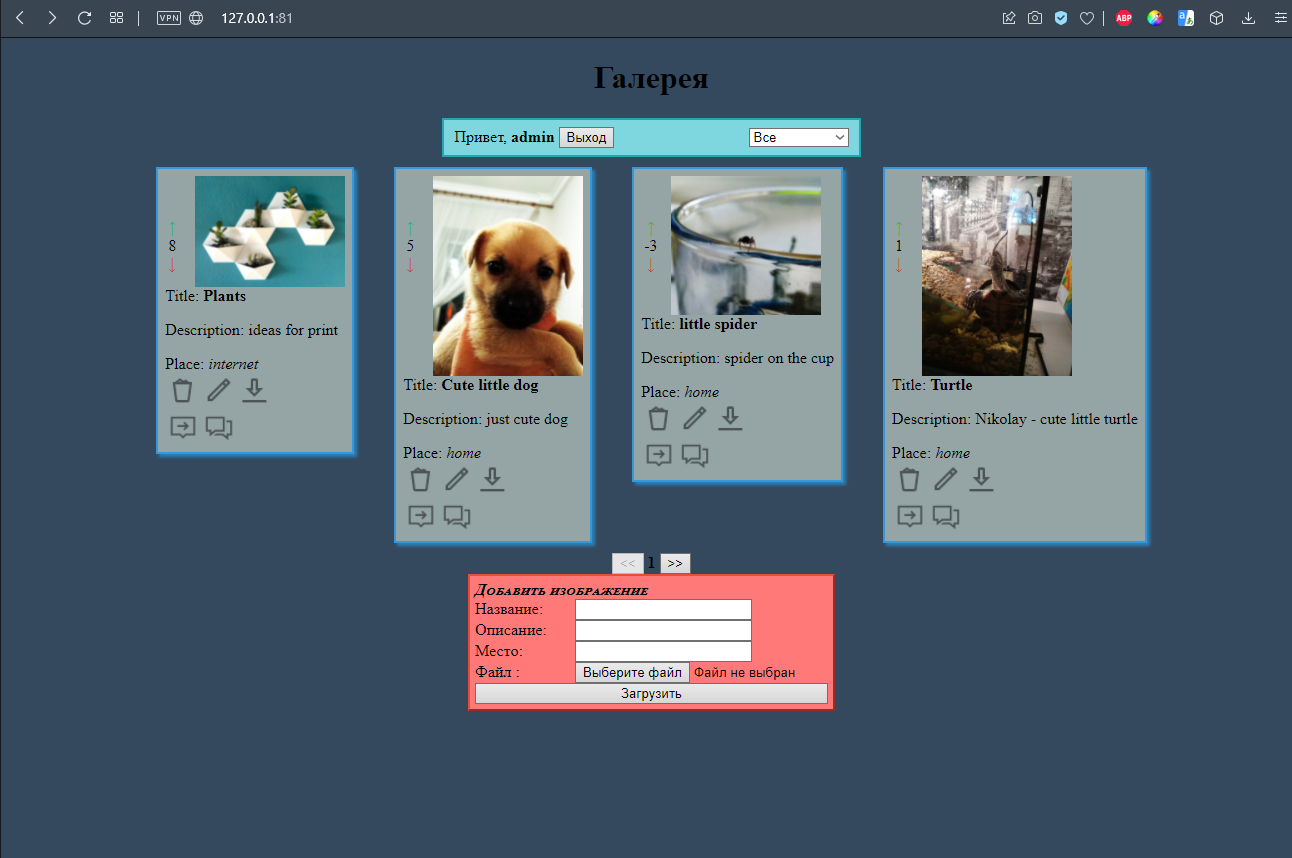 VPN 127.0.0.1:81 ABP
Галерея
Привет, admin Выход Все
8
Title: Plants
Description: ideas for print
Place: internet
5
Title: Cute little dog
Description: just cute dog
Place: home
-3
Title: little spider
Description: spider on the cup
Place: home
1
Title: Turtle
Description: Nikolay - cute little turtle
Place: home
<< 1 >>
Добавить изображение
Название:
Описание:
Место:
Файл : Выберите файл Файл не выбран
Загрузить